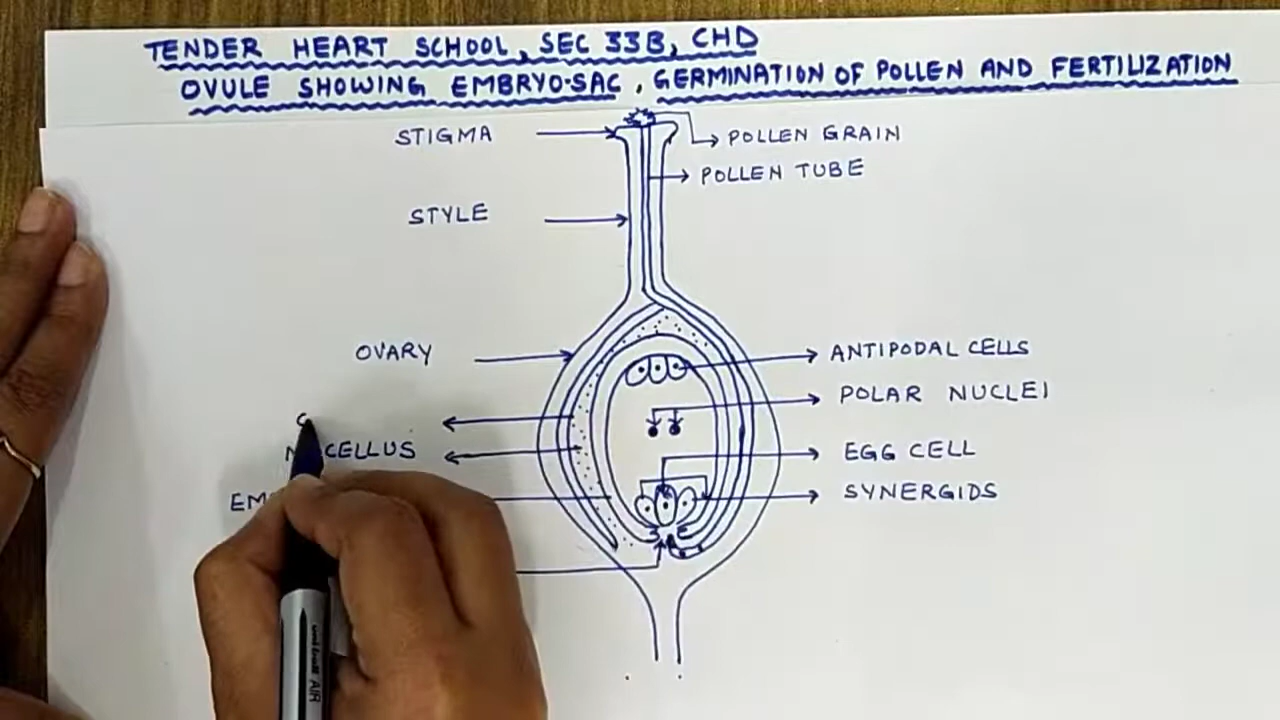 TENDER HEART SCHOOL, SEC 33B, CHD
OVULE SHOWING EMBRYO-SAC, GERMINATION OF POLLEN AND FERTILIZATION
STIGMA
POLLEN GRAIN
POLLEN TUBE
STYLE
OVARY
ANTIPODAL CELLS
POLAR NUCLEI
EGG CELL
SYNERGIDS